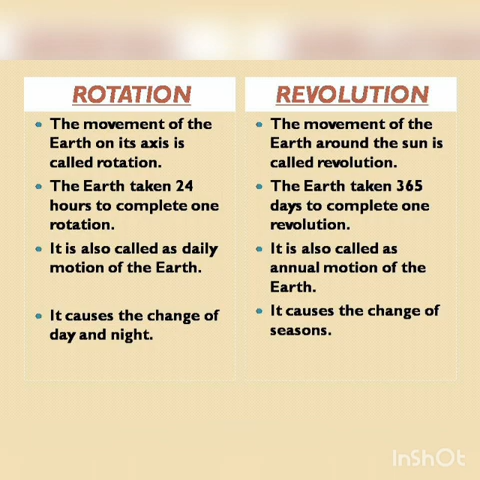 ROTATION
The movement of the
Earth on its axis is
called rotation.
The Earth taken 24
hours to complete one
rotation.
It is also called as daily
motion of the Earth.
It causes the change of
day and night.
REVOLUTION
The movement of the
Earth around the sun is
called revolution.
The Earth taken 365
days to complete one
revolution.
It is also called as
annual motion of the
Earth.
It causes the change of
seasons.
InShOt